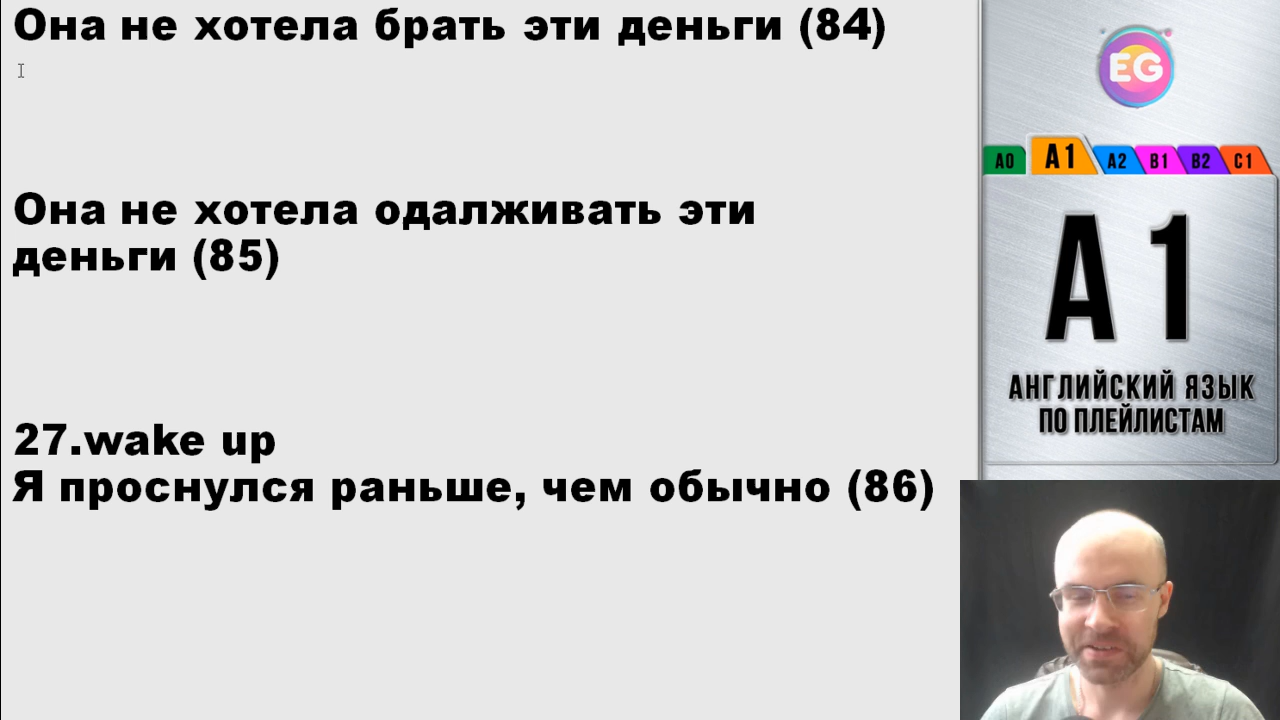 Она не хотела брать эти деньги (84)
Она не хотела одалживать эти
деньги (85)
27.wake up
Я проснулся раньше, чем обычно (86)
EG
A0 A1 A2 B1 B2 C1
A1
АНГЛИЙСКИЙ ЯЗЫК
ПО ПЛЕЙЛИСТАМ